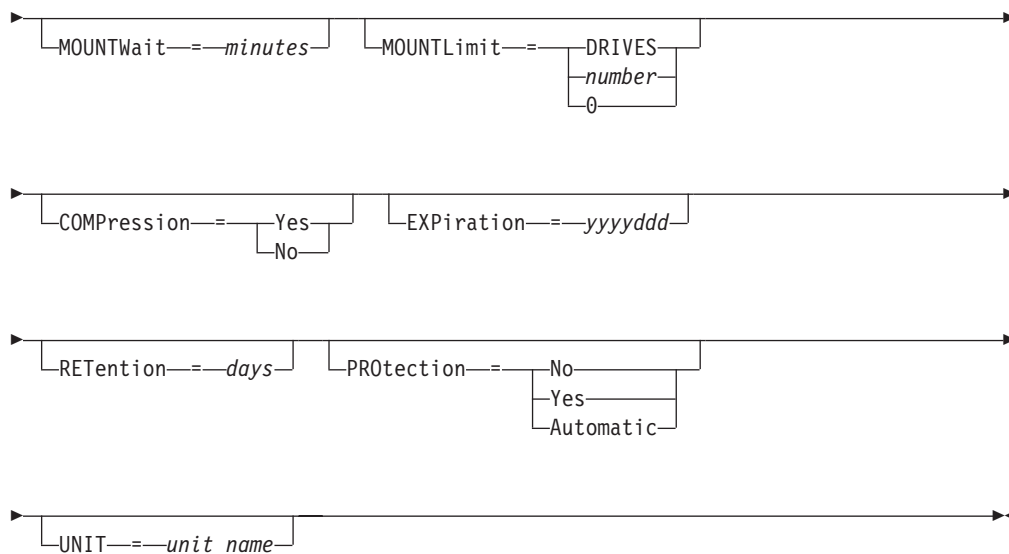 MOUNTWait = minutes MOUNTLimit = DRIVES
number
0
COMPression = Yes EXPiration = yyyyddd
No
RETention = days PROtection = No
Yes
Automatic
UNIT = unit name